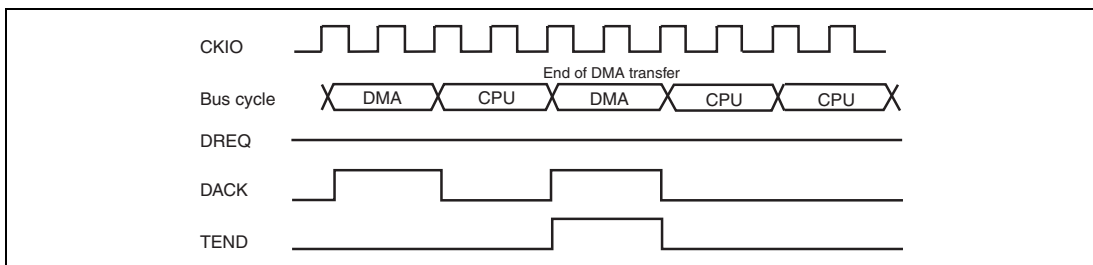 CKIO
End of DMA transfer
Bus cycle DMA CPU DMA CPU CPU
DREQ
DACK
TEND